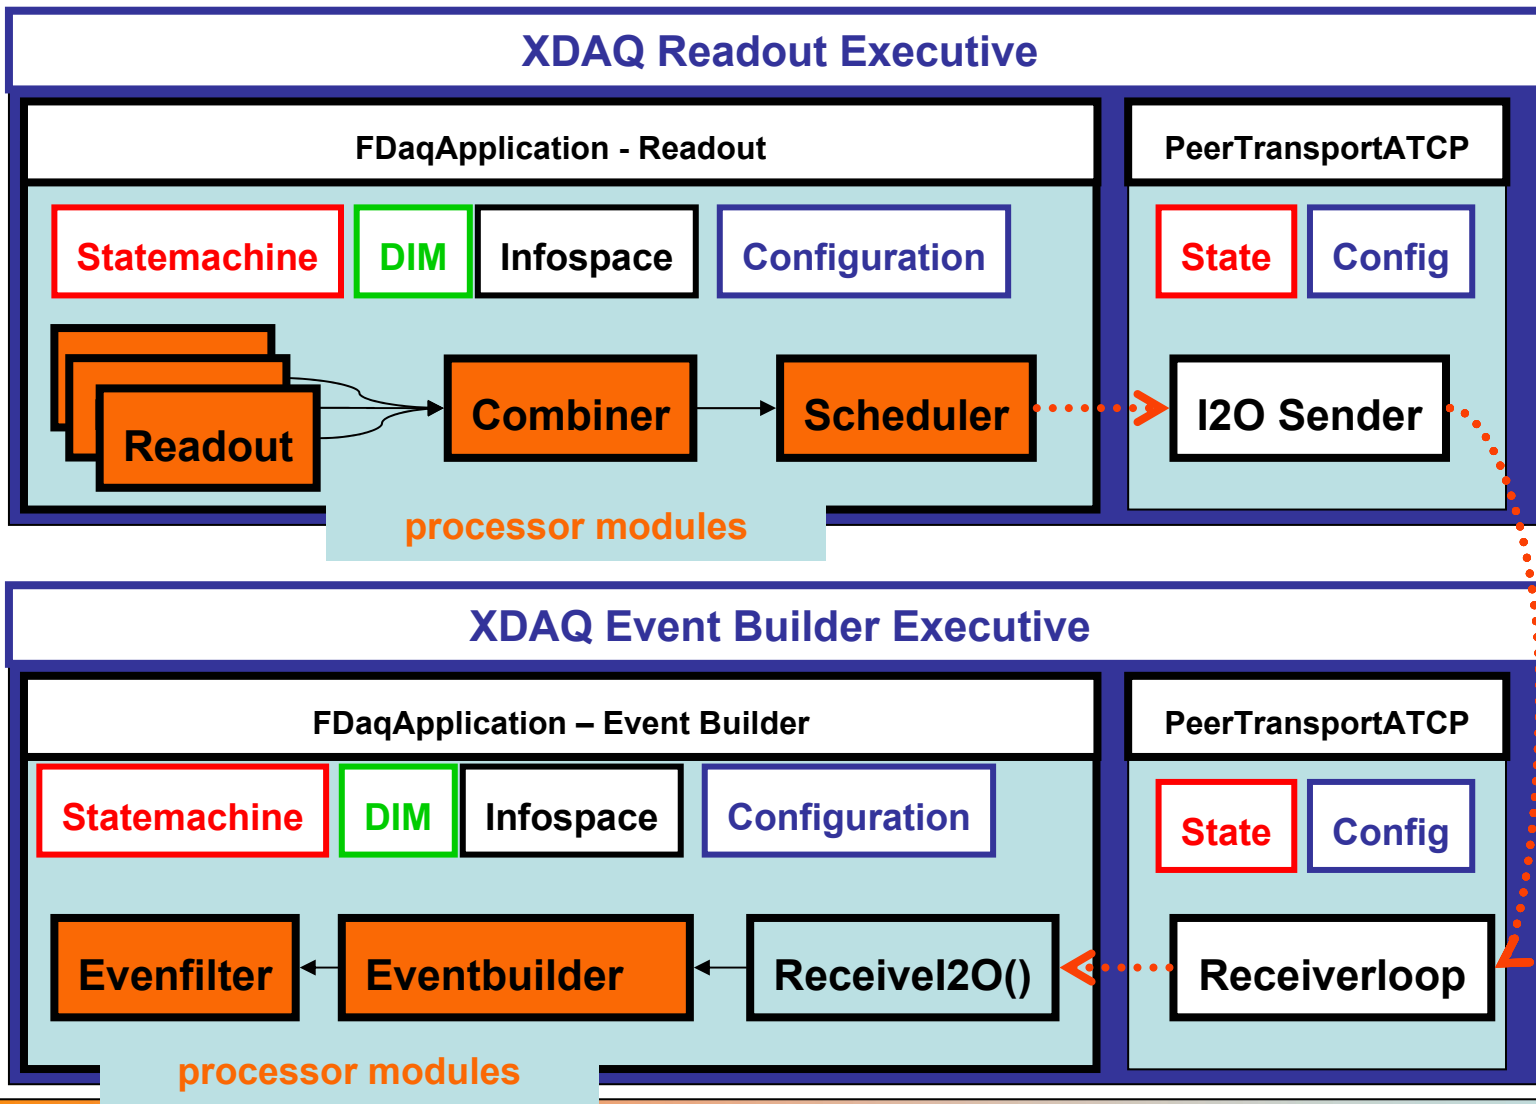 XDAQ Readout Executive
FDaqApplication - Readout
PeerTransportATCP
Statemachine
DIM
Infospace
Configuration
State
Config
Readout
Combiner
Scheduler
I2O Sender
processor modules
XDAQ Event Builder Executive
FDaqApplication – Event Builder
PeerTransportATCP
Statemachine
DIM
Infospace
Configuration
State
Config
Evenfilter
Eventbuilder
ReceiveI2O()
Receiverloop
processor modules